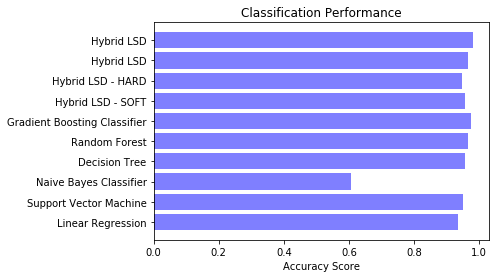 Classification Performance
Hybrid LSD
Hybrid LSD
Hybrid LSD - HARD
Hybrid LSD - SOFT
Gradient Boosting Classifier
Random Forest
Decision Tree
Naive Bayes Classifier
Support Vector Machine
Linear Regression
0.0 0.2 0.4 0.6 0.8 1.0
Accuracy Score